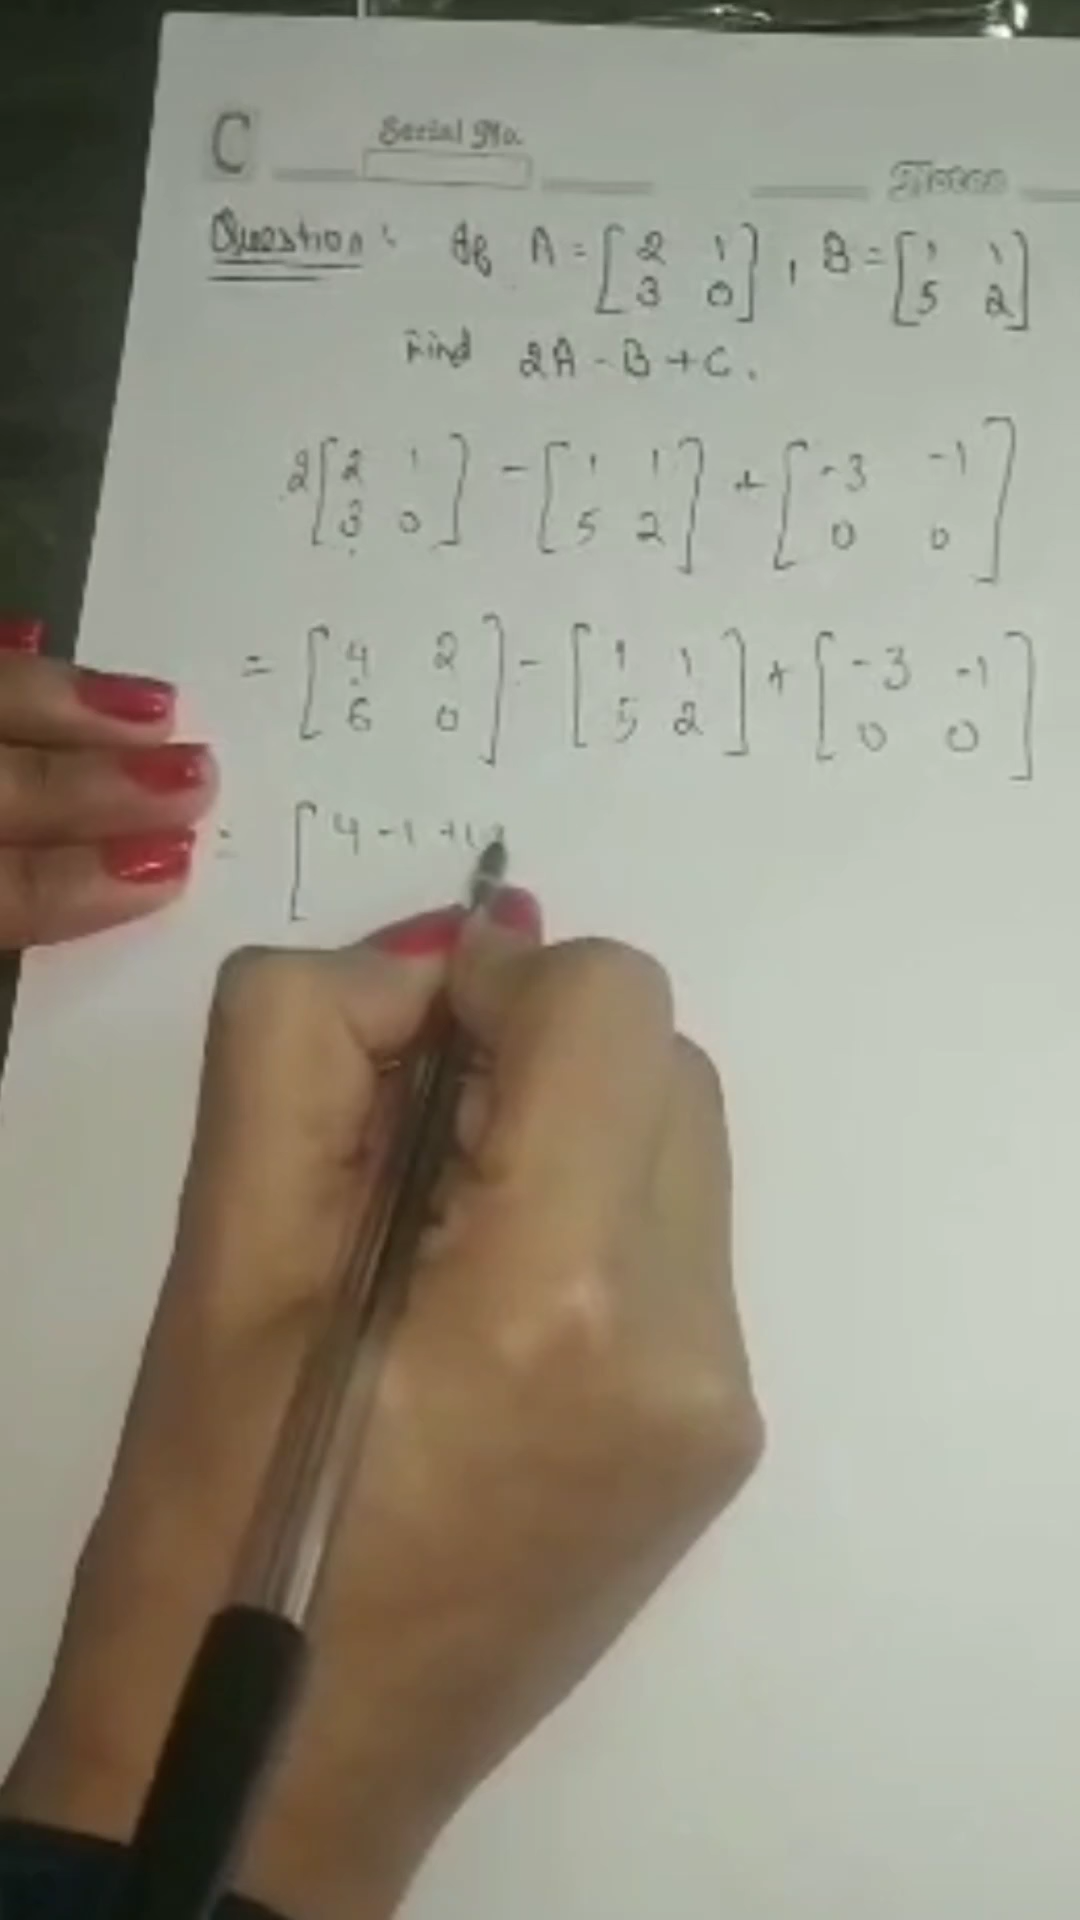 C Serial No.
Question: If A = [2 1 3 0], B = [1 1 5 2]
Find 2A - B + C.
2[2 1 3 0] - [1 1 5 2] + [-3 -1 0 0]
= [4 2 6 0] - [1 1 5 2] + [-3 -1 0 0]
= [4 - 1 + (